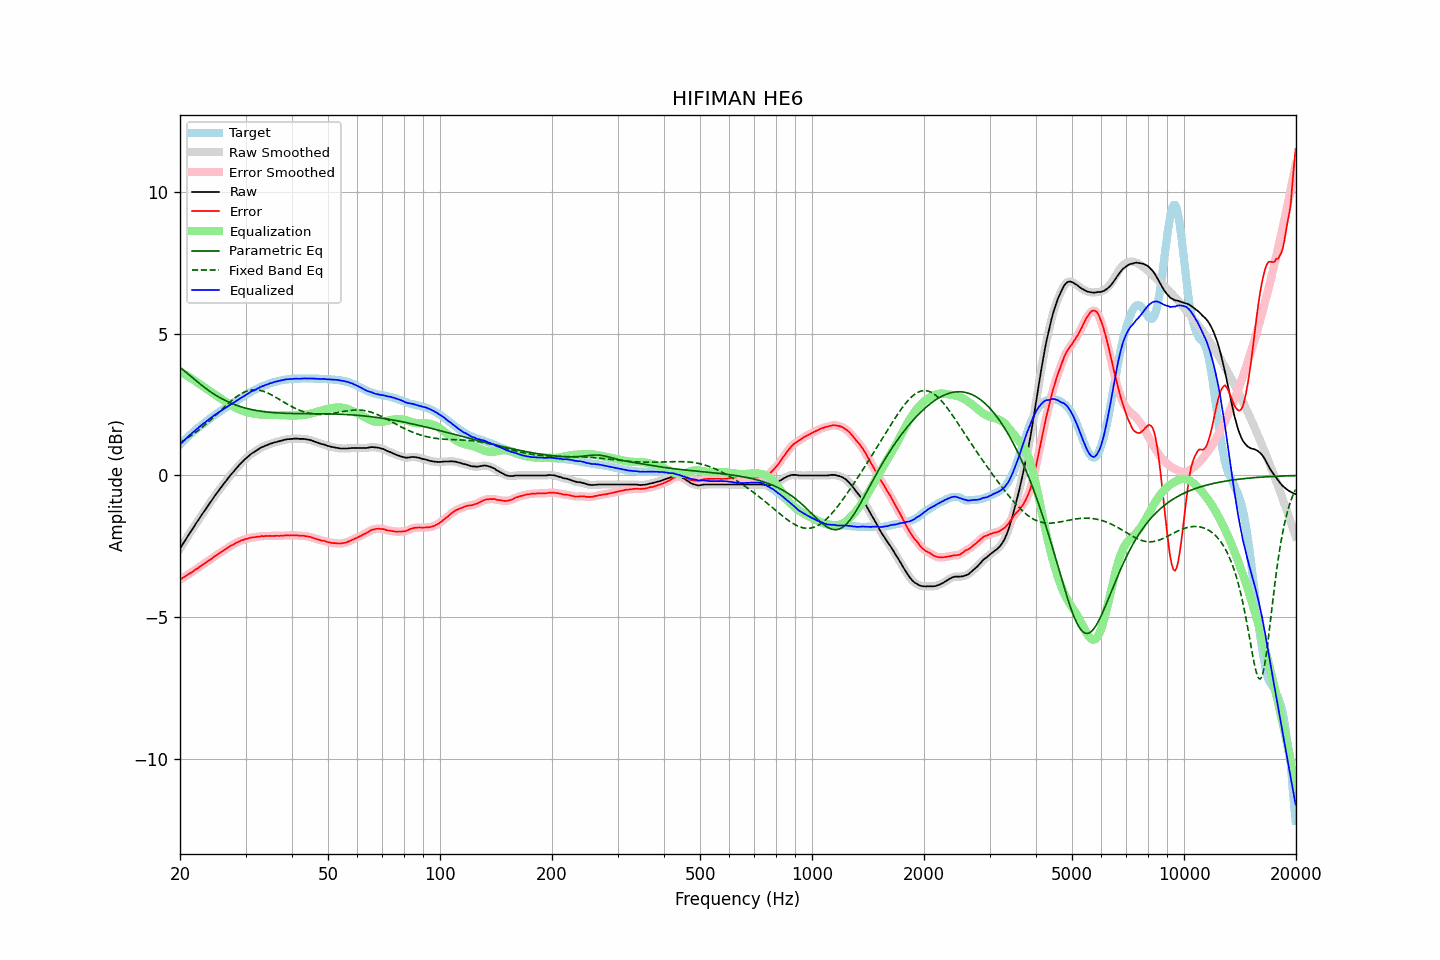 HIFIMAN HE6
Target
Raw Smoothed
Error Smoothed
Raw
Error
Equalization
Parametric Eq
Fixed Band Eq
Equalized
10
5
0
−5
−10
Amplitude (dBr)
20
50
100
200
500
1000
2000
5000
10000
20000
Frequency (Hz)